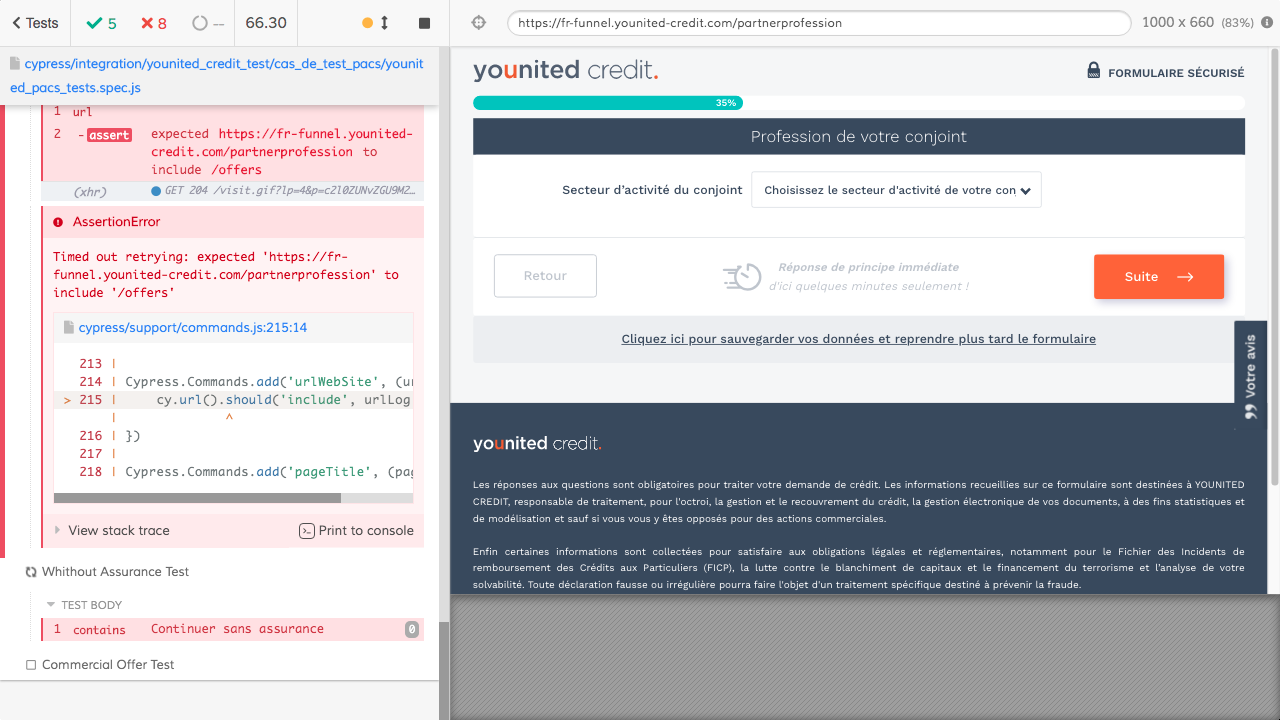 Tests
5
8
--
66.30
https://fr-funnel.younited-credit.com/partnerprofession
1000 x 660 (83%)
cypress/integration/younited_credit_test/cas_de_test_pacs/younit
ed_pacs_tests.spec.js
1 url
2 -assert expected https://fr-funnel.younited-
credit.com/partnerprofession to
include /offers
(xhr) GET 204 /visit.gif?lp=4&p=c2l0ZUNvZGU9M2...
AssertionError
Timed out retrying: expected 'https://fr-
funnel.younited-credit.com/partnerprofession' to
include '/offers'
cypress/support/commands.js:215:14
213 |
214 | Cypress.Commands.add('urlWebSite', (ur
> 215 | cy.url().should('include', urlLog
| ^
216 | })
217 |
218 | Cypress.Commands.add('pageTitle', (pag
View stack trace
Print to console
Whithout Assurance Test
TEST BODY
1 contains Continuer sans assurance 0
Commercial Offer Test
younited credit.
FORMULAIRE SÉCURISÉ
35%
Profession de votre conjoint
Secteur d'activité du conjoint
Choisissez le secteur d'activité de votre conj
Retour
Réponse de principe immédiate
d'ici quelques minutes seulement !
Suite
Cliquez ici pour sauvegarder vos données et reprendre plus tard le formulaire
Votre avis
younited credit.
Les réponses aux questions sont obligatoires pour traiter votre demande de crédit. Les informations recueillies sur ce formulaire sont destinées à YOUNITED
CREDIT, responsable de traitement, pour l'octroi, la gestion et le recouvrement du crédit, la gestion électronique de vos documents, à des fins statistiques et
de modélisation et sauf si vous vous y êtes opposés pour des actions commerciales.
Enfin certaines informations sont collectées pour satisfaire aux obligations légales et réglementaires, notamment pour le Fichier des Incidents de
remboursement des Crédits aux Particuliers (FICP), la lutte contre le blanchiment de capitaux et le financement du terrorisme et l'analyse de votre
solvabilité. Toute déclaration fausse ou irrégulière pourra faire l'objet d'un traitement spécifique destiné à prévenir la fraude.